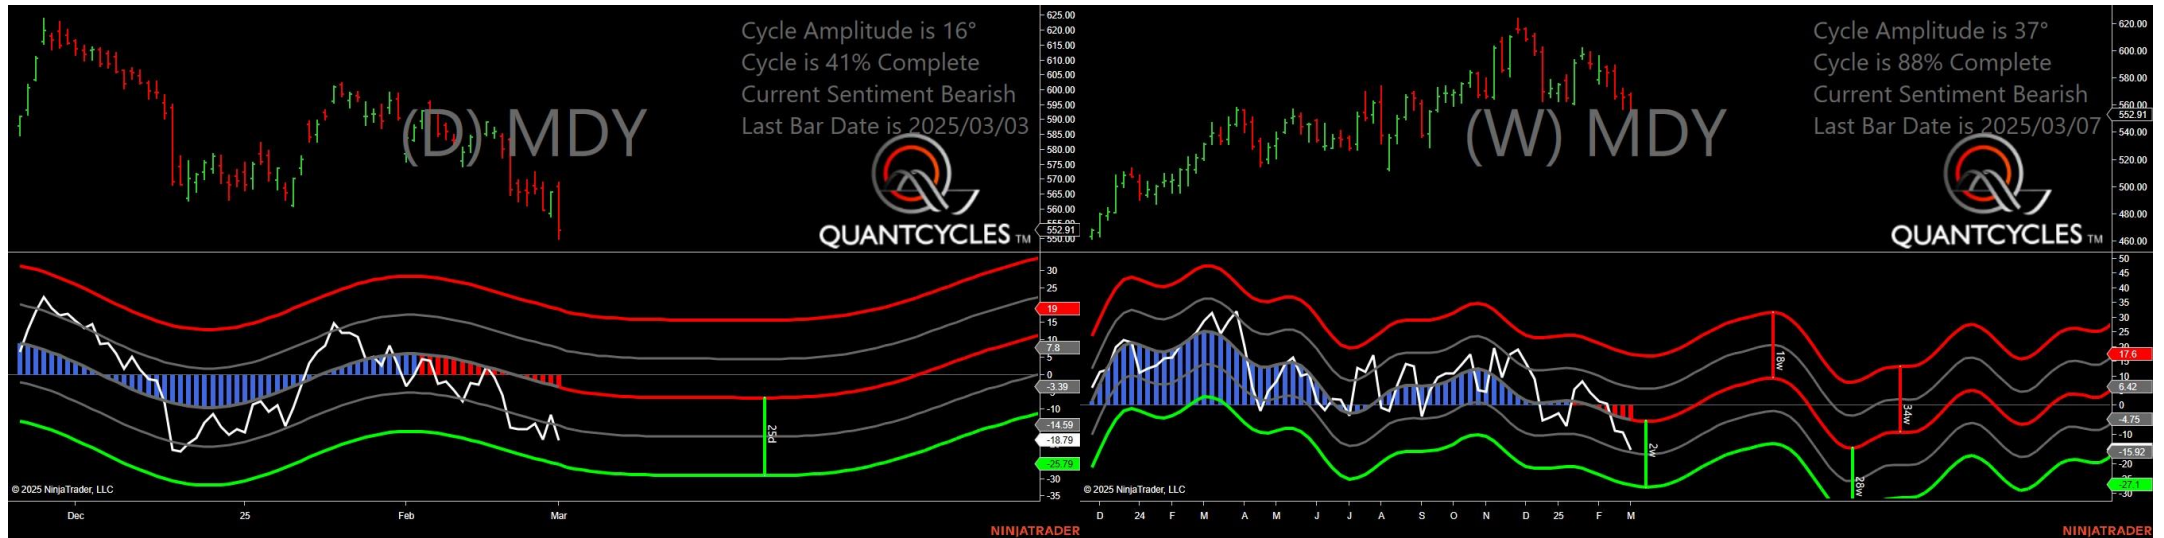 Cycle Amplitude is 16°
Cycle is 41% Complete
Current Sentiment Bearish
Last Bar Date is 2025/03/03
(D) MDY
QUANTCYCLES TM
625.00
620.00
615.00
610.00
605.00
600.00
595.00
590.00
585.00
580.00
575.00
570.00
565.00
560.00
555.00
552.91
550.00
30
25
19
15
10
7.8
5
0
-3.39
-10
-14.59
-18.79
-25.79
-30
-35
25d
© 2025 NinjaTrader, LLC
Dec
25
Feb
Mar
NINJATRADER
Cycle Amplitude is 37°
Cycle is 88% Complete
Current Sentiment Bearish
Last Bar Date is 2025/03/07
(W) MDY
QUANTCYCLES TM
620.00
600.00
580.00
560.00
552.91
540.00
520.00
500.00
480.00
460.00
50
45
40
35
30
25
20
17.6
10
6.42
0
-4.75
-10
-15.92
-20
-27.1
-30
2w
18w
28w
34w
© 2025 NinjaTrader, LLC
D 24 F M A M J J A S O N D 25 F M
NINJATRADER